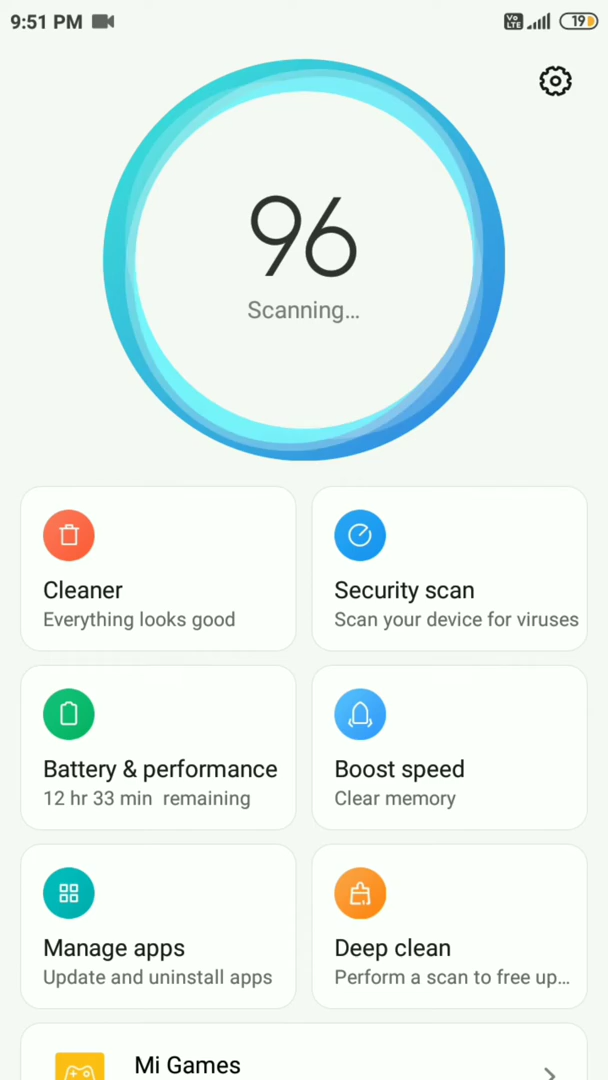 9:51 PM
Vo LTE
19
96
Scanning...
Cleaner
Everything looks good
Security scan
Scan your device for viruses
Battery & performance
12 hr 33 min remaining
Boost speed
Clear memory
Manage apps
Update and uninstall apps
Deep clean
Perform a scan to free up...
Mi Games